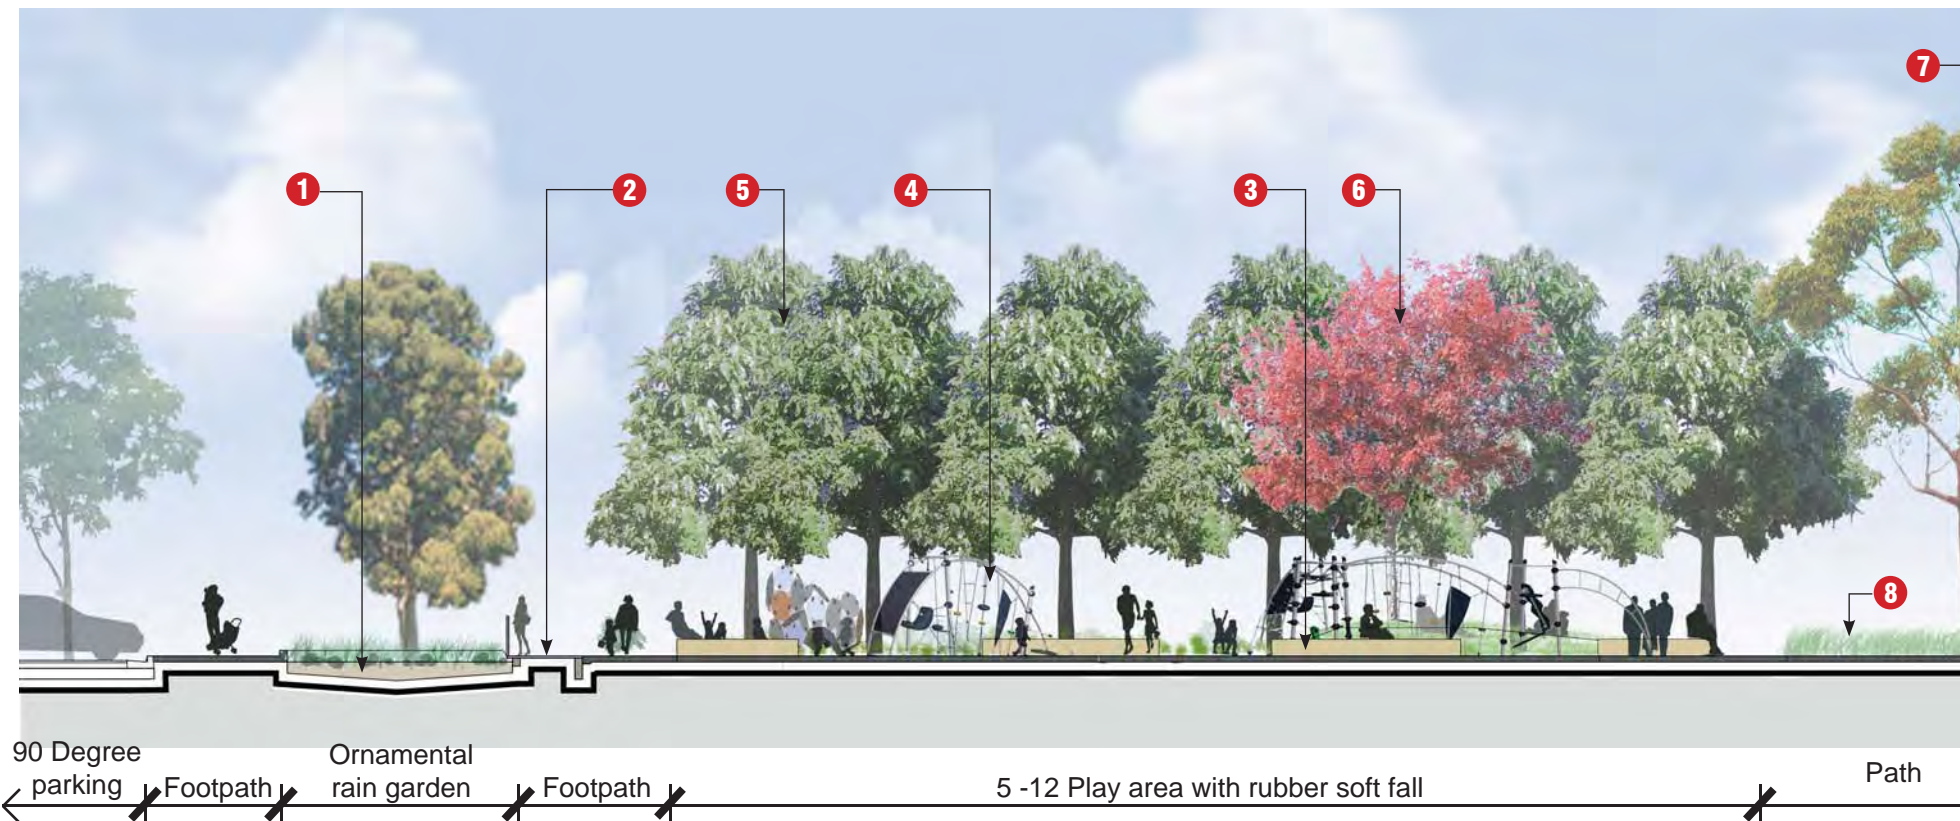 7
1
2
5
4
3
6
8
90 Degree
parking
Footpath
Ornamental
rain garden
Footpath
5 -12 Play area with rubber soft fall
Path